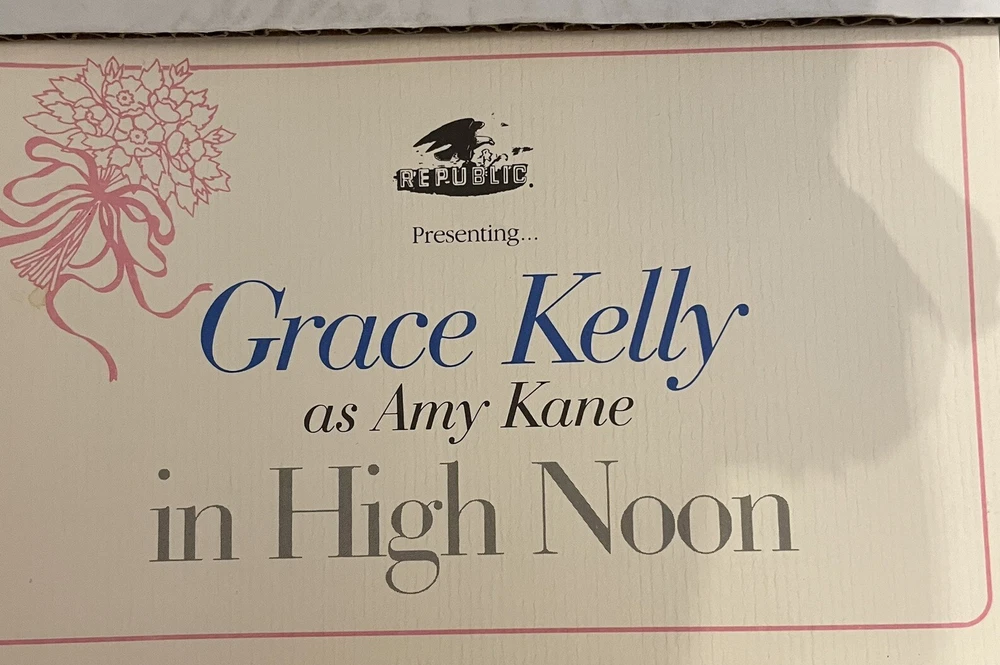 REPUBLIC
Presenting...
Grace Kelly
as Amy Kane
in High Noon